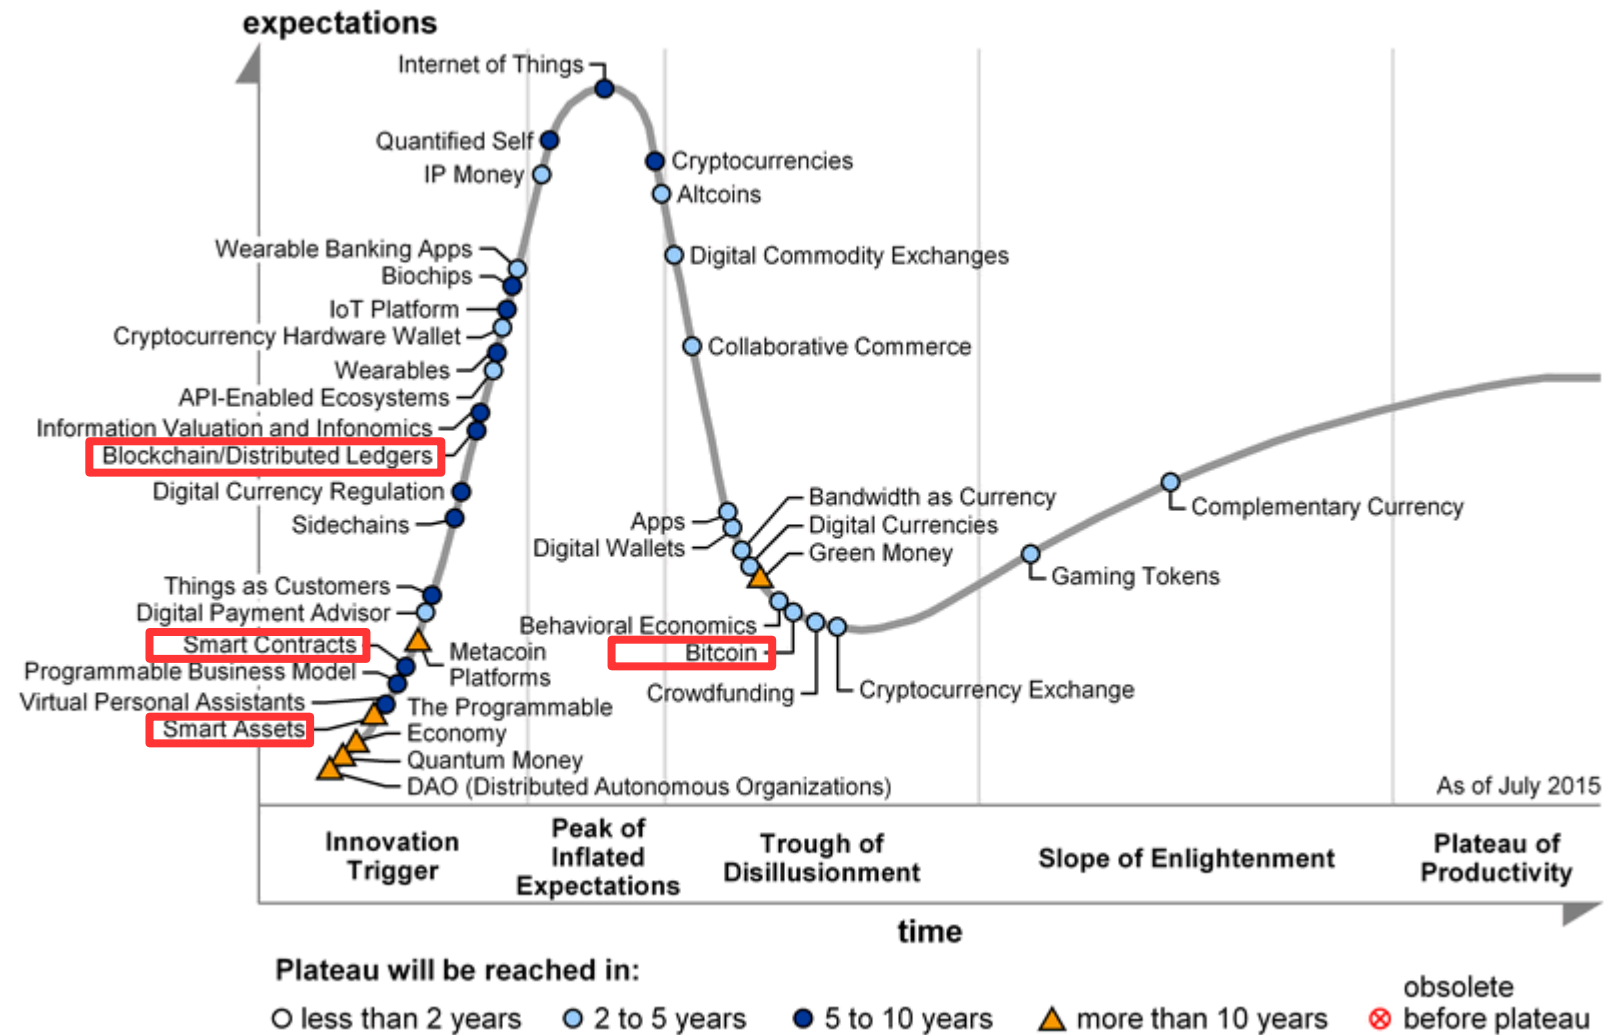 expectations
Internet of Things
Quantified Self
IP Money
Cryptocurrencies
Altcoins
Wearable Banking Apps
Biochips
IoT Platform
Cryptocurrency Hardware Wallet
Wearables
API-Enabled Ecosystems
Information Valuation and Infonomics
Blockchain/Distributed Ledgers
Digital Currency Regulation
Sidechains
Things as Customers
Digital Payment Advisor
Smart Contracts
Programmable Business Model
Virtual Personal Assistants
Smart Assets
Metacoin
Platforms
The Programmable
Economy
Quantum Money
DAO (Distributed Autonomous Organizations)
Digital Commodity Exchanges
Collaborative Commerce
Apps
Digital Wallets
Bandwidth as Currency
Digital Currencies
Green Money
Behavioral Economics
Bitcoin
Crowdfunding
Cryptocurrency Exchange
Complementary Currency
Gaming Tokens
As of July 2015
Innovation
Trigger
Peak of
Inflated
Expectations
Trough of
Disillusionment
Slope of Enlightenment
Plateau of
Productivity
time
Plateau will be reached in:
less than 2 years
2 to 5 years
5 to 10 years
more than 10 years
obsolete
before plateau